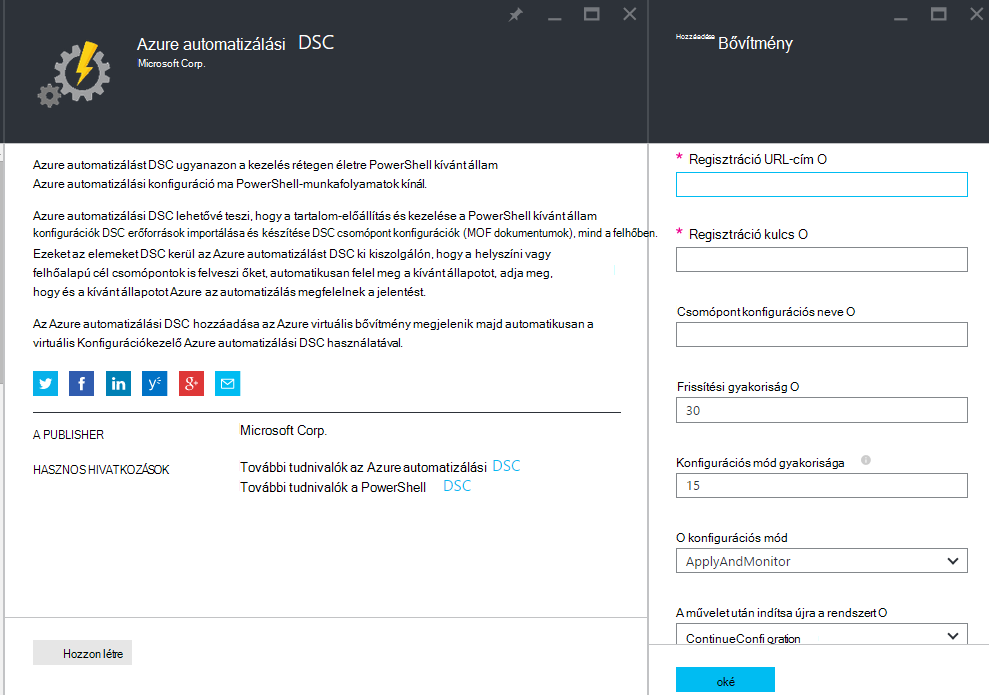 Azure automatizálási DSC
Microsoft Corp.
Azure automatizálást DSC ugyanazon a kezelés rétegen életre PowerShell kívánt állam
Azure automatizálási konfiguráció ma PowerShell-munkafolyamatok kínál.
Azure automatizálási DSC lehetővé teszi, hogy a tartalom-előállítás és kezelése a PowerShell kívánt állam
konfigurációk DSC erőforrások importálása és készítése DSC csomópont konfigurációk (MOF dokumentumok), mind a felhőben.
Ezeket az elemeket DSC kerül az Azure automatizálást DSC ki kiszolgálón, hogy a helyszíni vagy
felhőalapú cél csomópontok is felveszi őket, automatikusan felel meg a kívánt állapotot, adja meg,
hogy és a kívánt állapotot Azure az automatizálás megfelelnek a jelentést.
Az Azure automatizálási DSC hozzáadása az Azure virtuális bővítmény megjelenik majd automatikusan a
virtuális Konfigurációkezelő Azure automatizálási DSC használatával.
f in y g+
A PUBLISHER
Microsoft Corp.
HASZNOS HIVATKOZÁSOK
További tudnivalók az Azure automatizálási DSC
További tudnivalók a PowerShell DSC
Hozzon létre
Hozzáadása Bővítmény
* Regisztráció URL-cím O
* Regisztráció kulcs O
Csomópont konfigurációs neve O
Frissítési gyakoriság O
30
Konfigurációs mód gyakorisága
15
O konfigurációs mód
ApplyAndMonitor
A művelet után indítsa újra a rendszert O
ContinueConfiguration
oké